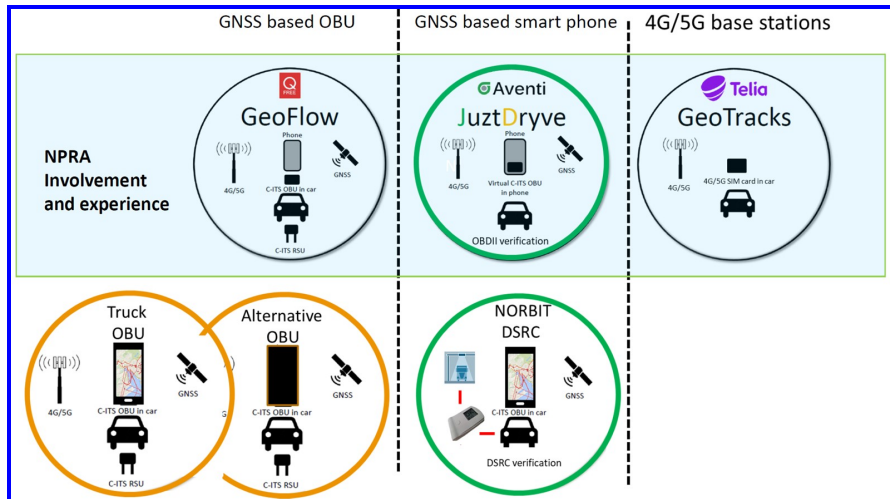 GNSS based OBU
GNSS based smart phone
4G/5G base stations
NPRA
Involvement
and experience
Q
FREE
GeoFlow
Phone
4G/5G
GNSS
C-ITS OBU in car
C-ITS RSU
Aventi
JuztDryve
Phone
4G/5G
GNSS
Virtual C-ITS OBU
in phone
OBDII verification
Telia
GeoTracks
4G/5G
4G/5G SIM card in car
Truck
OBU
4G/5G
GNSS
C-ITS OBU in car
C-ITS RSU
Alternative
OBU
GNSS
C-ITS OBU in car
C-ITS RSU
NORBIT
DSRC
GNSS
C-ITS OBU in car
DSRC verification